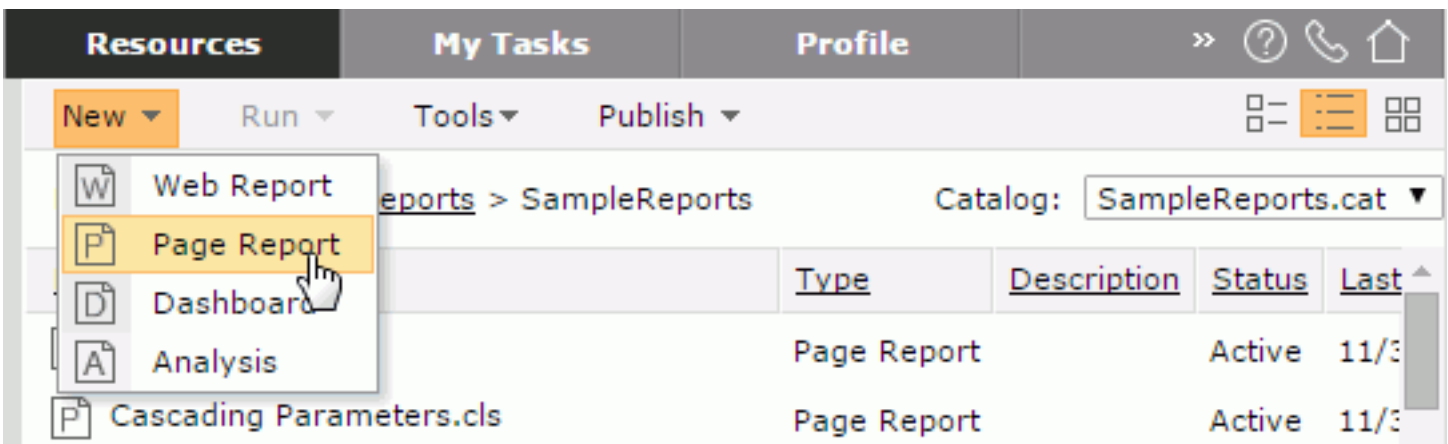 Resources My Tasks Profile »
New Run Tools Publish
W Web Report
eports > SampleReports Catalog: SampleReports.cat
P Page Report
Type Description Status Last
D Dashboard
Page Report Active 11/3
A Analysis
P Cascading Parameters.cls Page Report Active 11/3